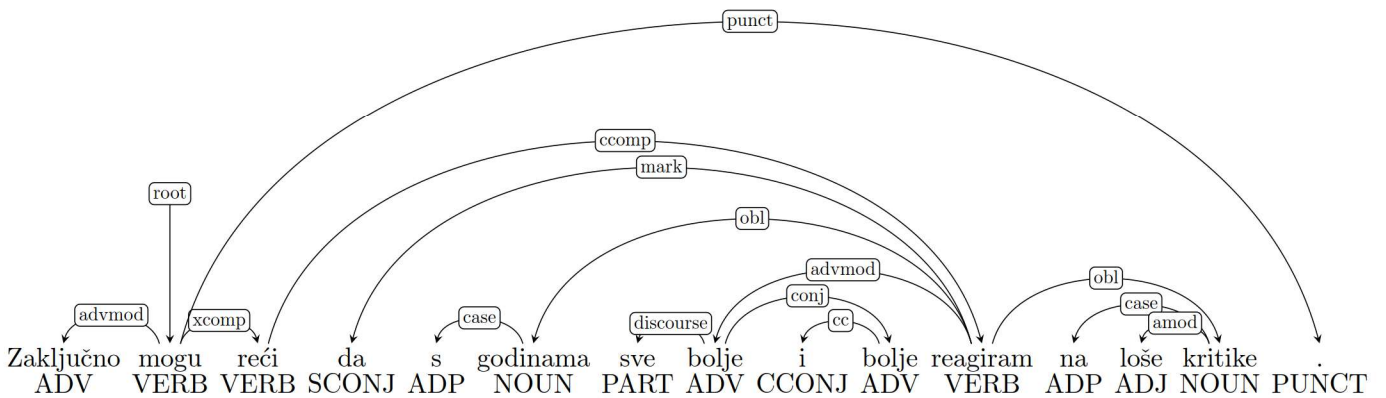 punct
ccomp
mark
root
obl
advmod
obl
conj
case
advmod
xcomp
case
discourse
cc
amod
Zaključno mogu reći da s godinama sve bolje i bolje reagiram na loše kritike .
ADV VERB VERB SCONJ ADP NOUN PART ADV CCONJ ADV VERB ADP ADJ NOUN PUNCT